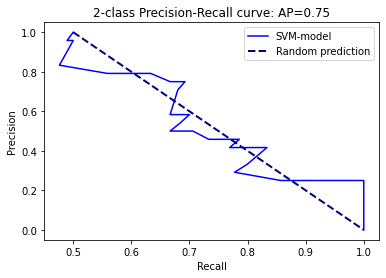 2-class Precision-Recall curve: AP=0.75
SVM-model
Random prediction
Precision
1.0
0.8
0.6
0.4
0.2
0.0
0.5
0.6
0.7
0.8
0.9
1.0
Recall